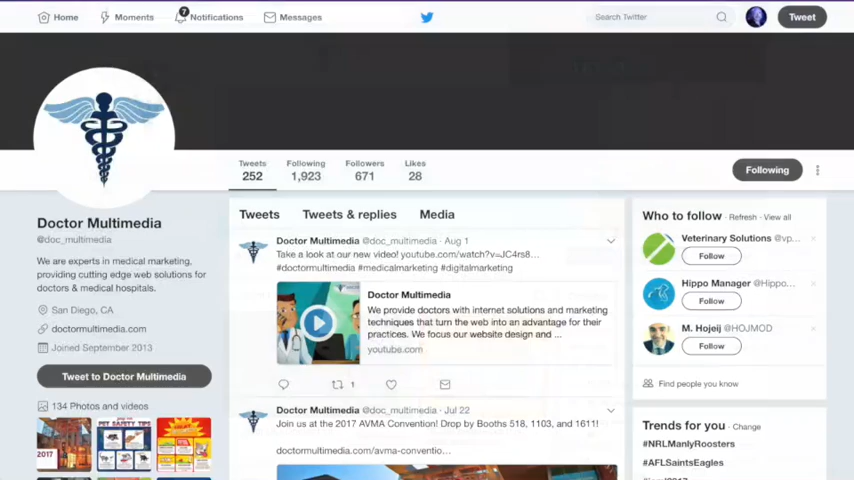 Home
Moments
7
Notifications
Messages
Search Twitter
Tweet
Tweets
252
Following
1,923
Followers
671
Likes
28
Following
Doctor Multimedia
@doc_multimedia
We are experts in medical marketing,
providing cutting edge web solutions for
doctors & medical hospitals.
San Diego, CA
doctormultimedia.com
Joined September 2013
Tweet to Doctor Multimedia
134 Photos and videos
2017
PET SAFETY TIPS
Tweets
Tweets & replies
Media
Doctor Multimedia @doc_multimedia · Aug 1
Take a look at our new video! youtube.com/watch?v=JC4rs8...
#doctormultimedia #medicalmarketing #digitalmarketing
Doctor Multimedia
We provide doctors with internet solutions and marketing
techniques that turn the web into an advantage for their
practices. We focus our website design and ...
youtube.com
1
Doctor Multimedia @doc_multimedia · Jul 22
Join us at the 2017 AVMA Convention! Drop by Booths 518, 1103, and 1611!
doctormultimedia.com/avma-conventio...
Who to follow · Refresh · View all
Veterinary Solutions @vp...
Follow
Hippo Manager @Hippo...
Follow
M. Hojeij @HOJMOD
Follow
Find people you know
Trends for you · Change
#NRLManlyRoosters
#AFLSaintsEagles